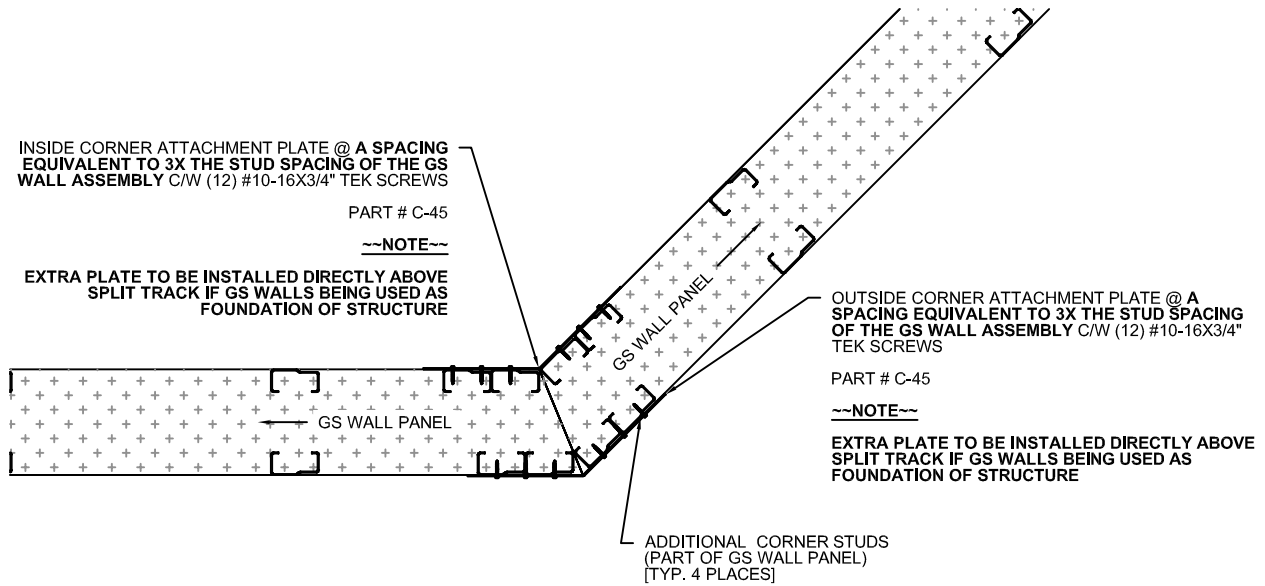 INSIDE CORNER ATTACHMENT PLATE @ A SPACING
EQUIVALENT TO 3X THE STUD SPACING OF THE GS
WALL ASSEMBLY C/W (12) #10-16X3/4" TEK SCREWS
PART # C-45
~~NOTE~~
EXTRA PLATE TO BE INSTALLED DIRECTLY ABOVE
SPLIT TRACK IF GS WALLS BEING USED AS
FOUNDATION OF STRUCTURE
GS WALL PANEL
GS WALL PANEL
OUTSIDE CORNER ATTACHMENT PLATE @ A
SPACING EQUIVALENT TO 3X THE STUD SPACING
OF THE GS WALL ASSEMBLY C/W (12) #10-16X3/4"
TEK SCREWS
PART # C-45
~~NOTE~~
EXTRA PLATE TO BE INSTALLED DIRECTLY ABOVE
SPLIT TRACK IF GS WALLS BEING USED AS
FOUNDATION OF STRUCTURE
ADDITIONAL CORNER STUDS
(PART OF GS WALL PANEL)
[TYP. 4 PLACES]